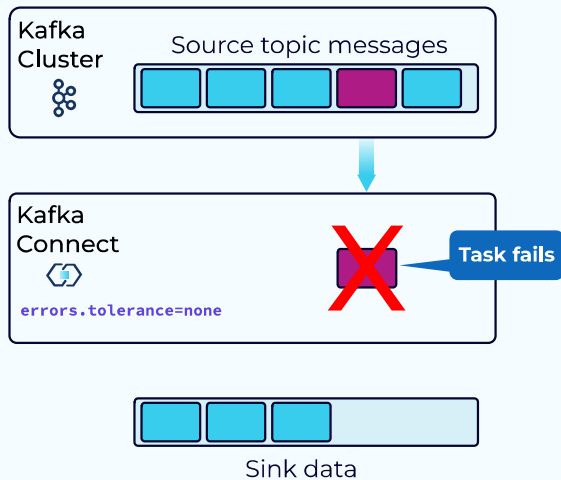 Kafka
Cluster
Source topic messages
Kafka
Connect
errors.tolerance=none
Task fails
Sink data